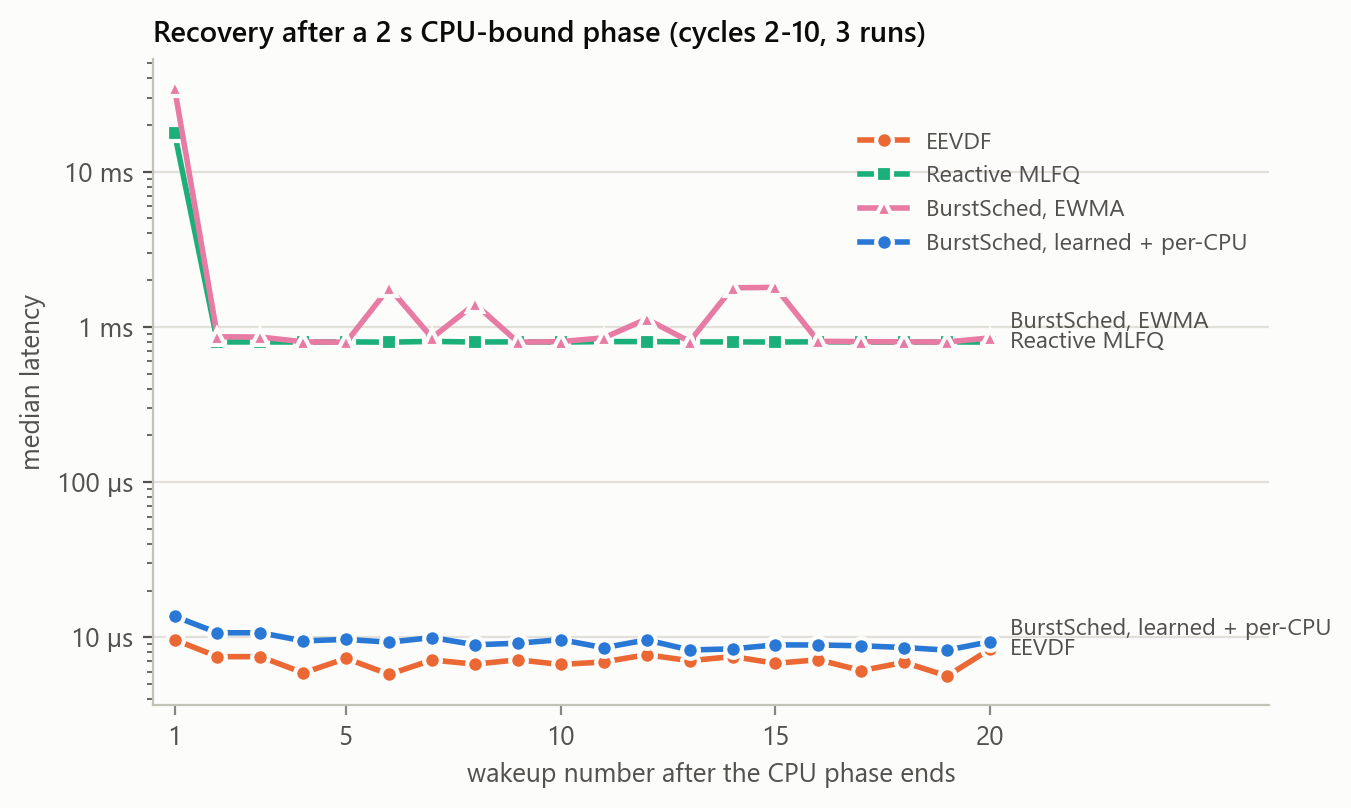 Recovery after a 2 s CPU-bound phase (cycles 2-10, 3 runs)
EEVDF
10 ms
Reactive MLFQ
BurstSched, EWMA
BurstSched, learned + per-CPU
median latency
1 ms
BurstSched, EWMA
Reactive MLFQ
100 µs
10 µs
BurstSched, learned + per-CPU
EEVDF
1 5 10 15 20
wakeup number after the CPU phase ends